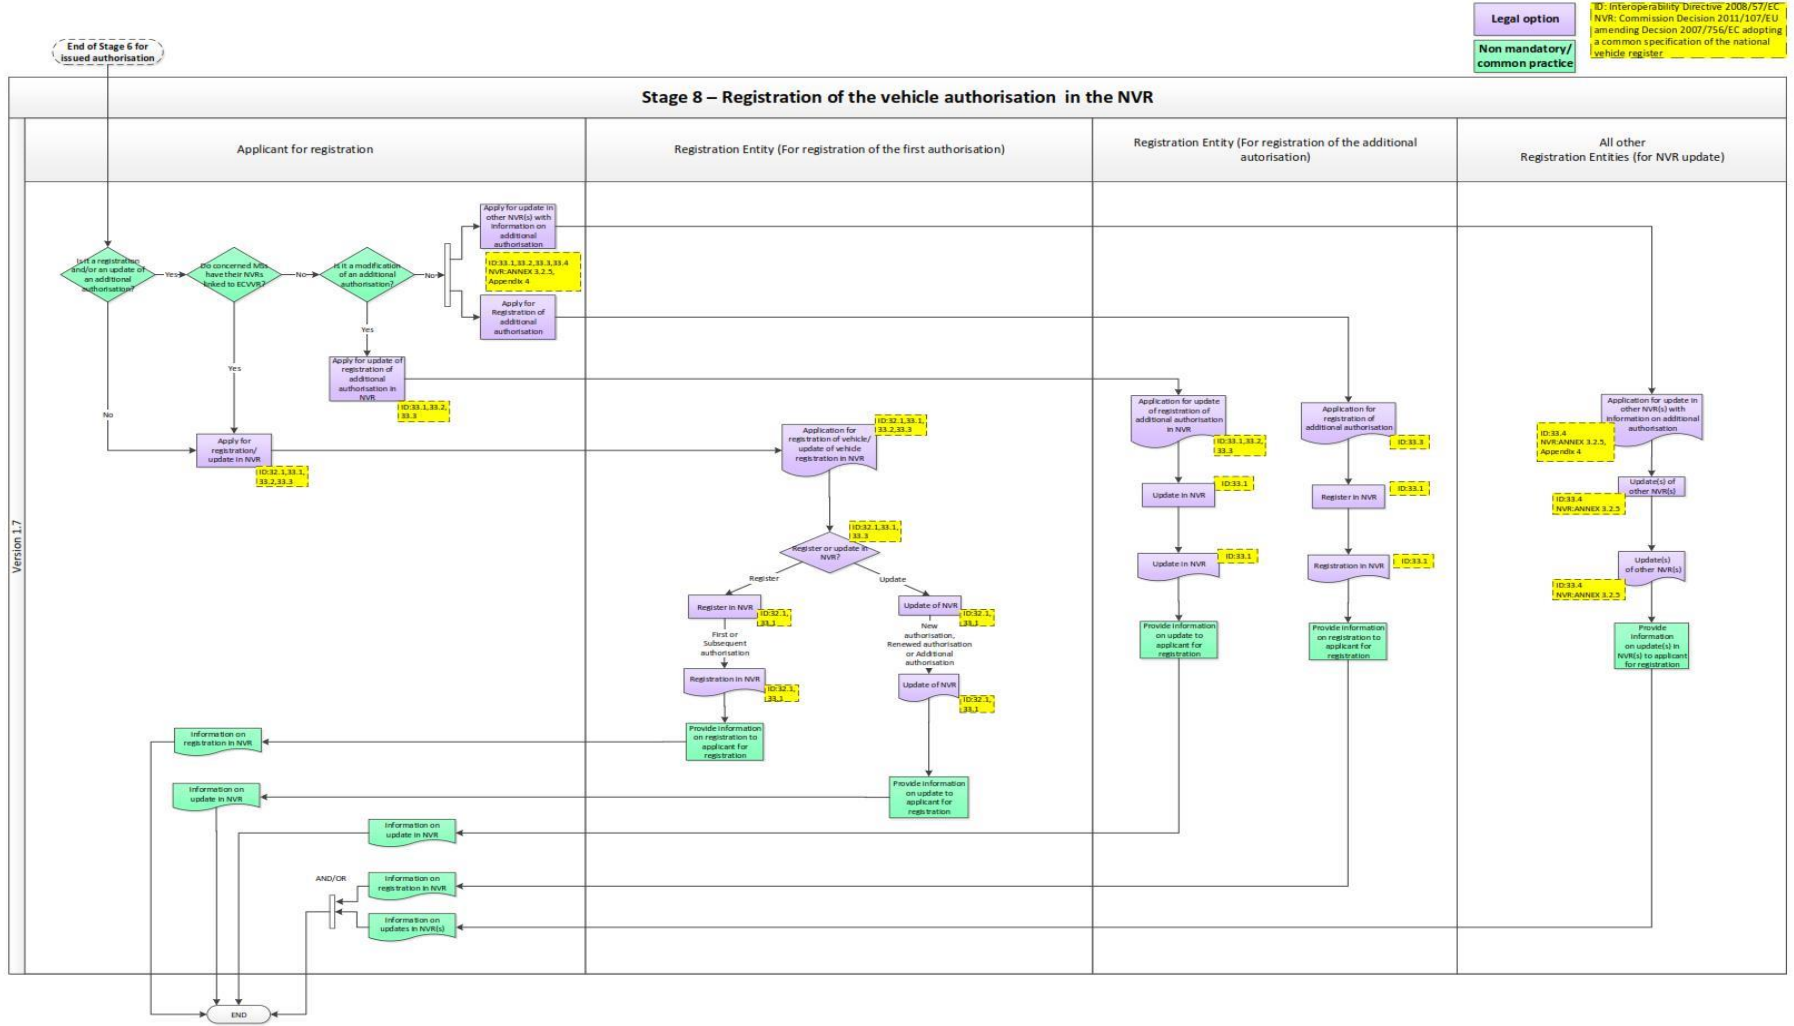 Legal option
Non mandatory/
common practice
ID: Interoperability Directive 2008/57/EC
NVR: Commission Decision 2011/107/EU
amending Decsion 2007/756/EC adopting
a common specification of the national
vehicle register
End of Stage 6 for
issued authorisation
Stage 8 – Registration of the vehicle authorisation in the NVR
Version 1.7
Applicant for registration
Registration Entity (For registration of the first authorisation)
Registration Entity (For registration of the additional
autorisation)
All other
Registration Entities (for NVR update)
Is it a registration
and/or an update of
an additional
authorisation?
Yes
Do concerned MSs
have their NVRs
linked to ECVVR?
No
Is it a modification
of an additional
authorisation?
No
Apply for update in
other NVR(s) with
information on
additional
authorisation
ID:33.1,33.2,33.3,33.4
NVR:ANNEX 3.2.5,
Appendix 4
Apply for
Registration of
additional
authorisation
Yes
Apply for update of
registration of
additional
authorisation in
NVR
ID:33.1,33.2,
33.3
Yes
No
Apply for
registration/
update in NVR
ID:32.1,33.1,
33.2,33.3
Application for
registration of vehicle/
update of vehicle
registration in NVR
ID:32.1,33.1,
33.2,33.3
Register or update in
NVR?
ID:32.1,33.1,
33.3
Register
Update
Register in NVR
ID:32.1,
33.1
First or
Subsequent
authorisation
Registration in NVR
ID:32.1,
33.1
Provide information
on registration to
applicant for
registration
Update of NVR
ID:32.1,
33.1
New
authorisation,
Renewed authorisation
or Additional
authorisation
Update of NVR
ID:32.1,
33.1
Provide information
on update to
applicant for
registration
Application for update
of registration of
additional authorisation
in NVR
ID:33.1,33.2,
33.3
Update in NVR
ID:33.1
Update in NVR
ID:33.1
Provide information
on update to
applicant for
registration
Application for
registration of
additional authorisation
ID:33.3
Register in NVR
ID:33.1
Registration in NVR
ID:33.1
Provide information
on registration to
applicant for
registration
Application for update in
other NVR(s) with
information on additional
authorisation
ID:33.4
NVR:ANNEX 3.2.5,
Appendix 4
Update(s) of
other NVR(s)
ID:33.4
NVR:ANNEX 3.2.5
Update(s)
of other NVR(s)
ID:33.4
NVR:ANNEX 3.2.5
Provide
information
on update(s) in
NVR(s) to applicant
for registration
Information on
registration in NVR
Information on
update in NVR
Information on
update in NVR
AND/OR
Information on
registration in NVR
Information on
updates in NVR(s)
END